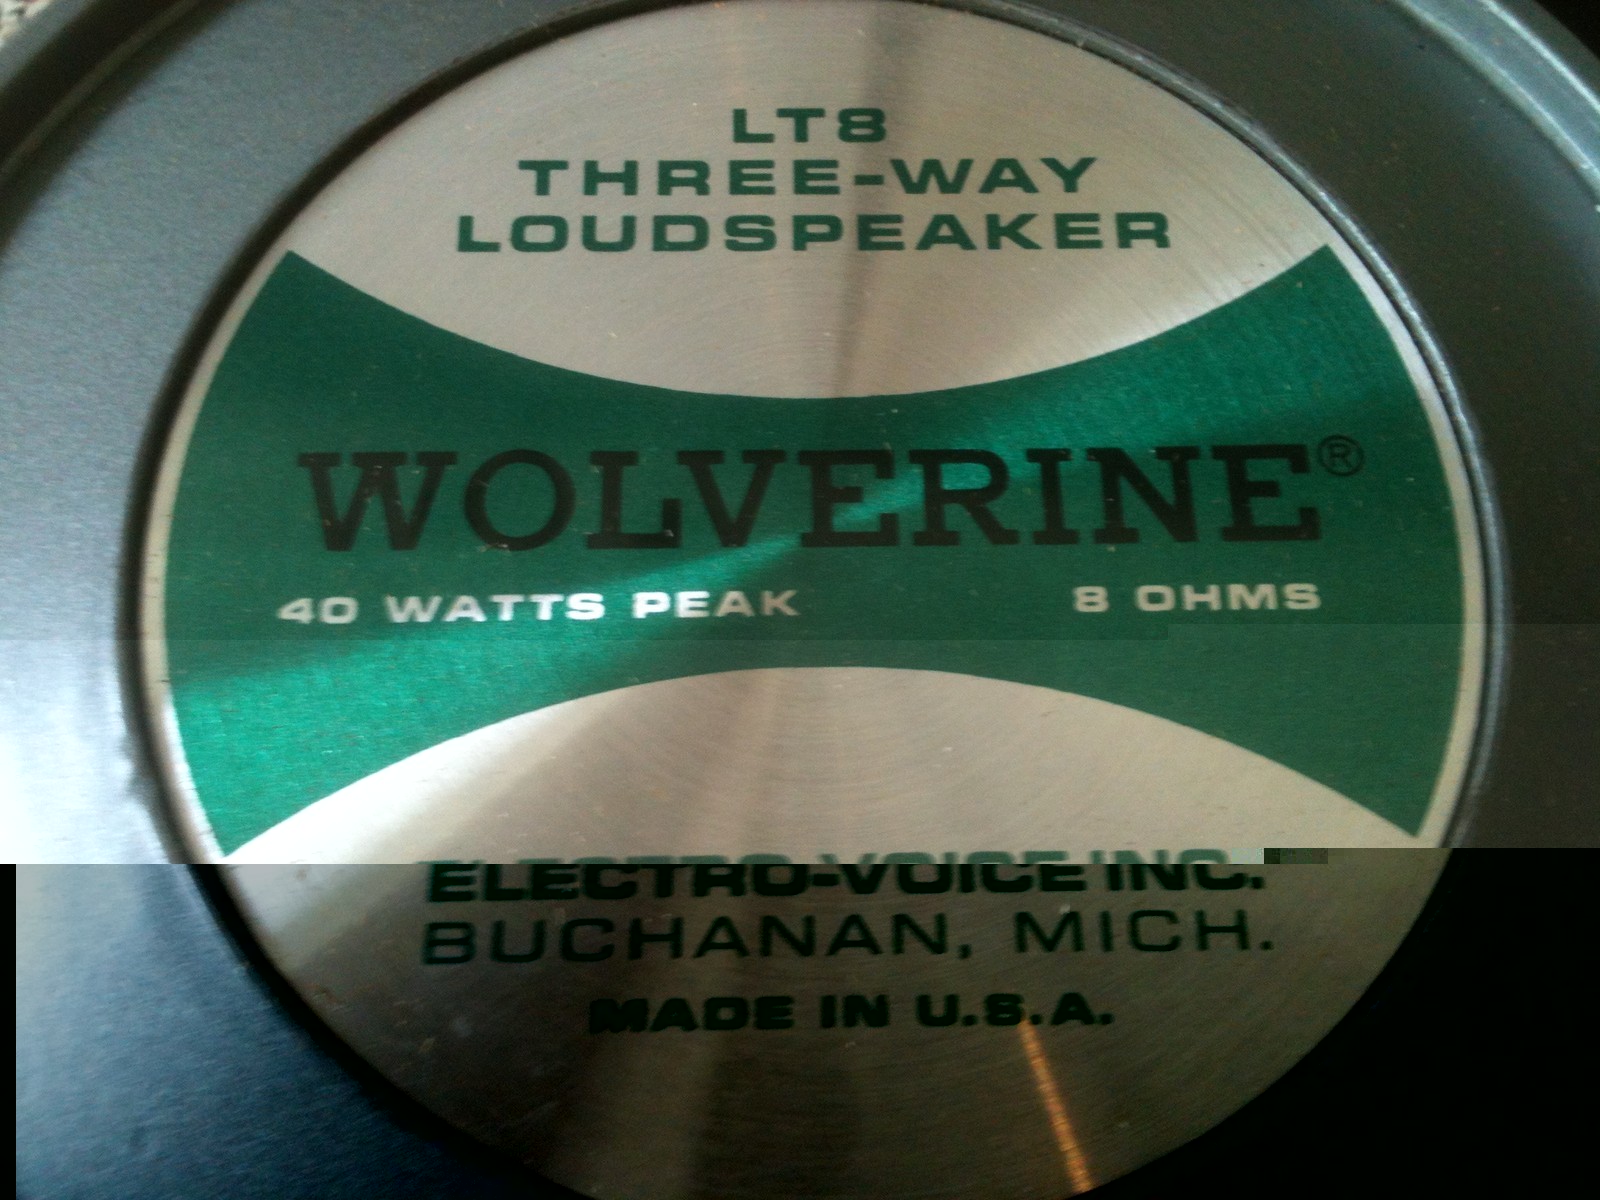 LT8
THREE-WAY
LOUDSPEAKER
WOLVERINE®
40 WATTS PEAK 8 OHMS
ELECTRO-VOICE INC.
BUCHANAN, MICH.
MADE IN U.S.A.